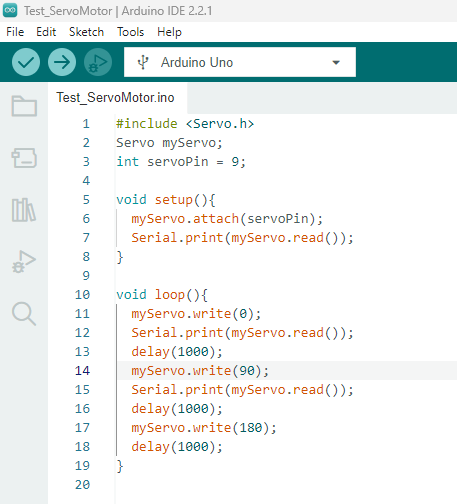 Test_ServoMotor | Arduino IDE 2.2.1
File Edit Sketch Tools Help
Arduino Uno
Test_ServoMotor.ino
1 #include <Servo.h>
2 Servo myServo;
3 int servoPin = 9;
4
5 void setup(){
6 myServo.attach(servoPin);
7 Serial.print(myServo.read());
8 }
9
10 void loop(){
11 myServo.write(0);
12 Serial.print(myServo.read());
13 delay(1000);
14 myServo.write(90);
15 Serial.print(myServo.read());
16 delay(1000);
17 myServo.write(180);
18 delay(1000);
19 }
20